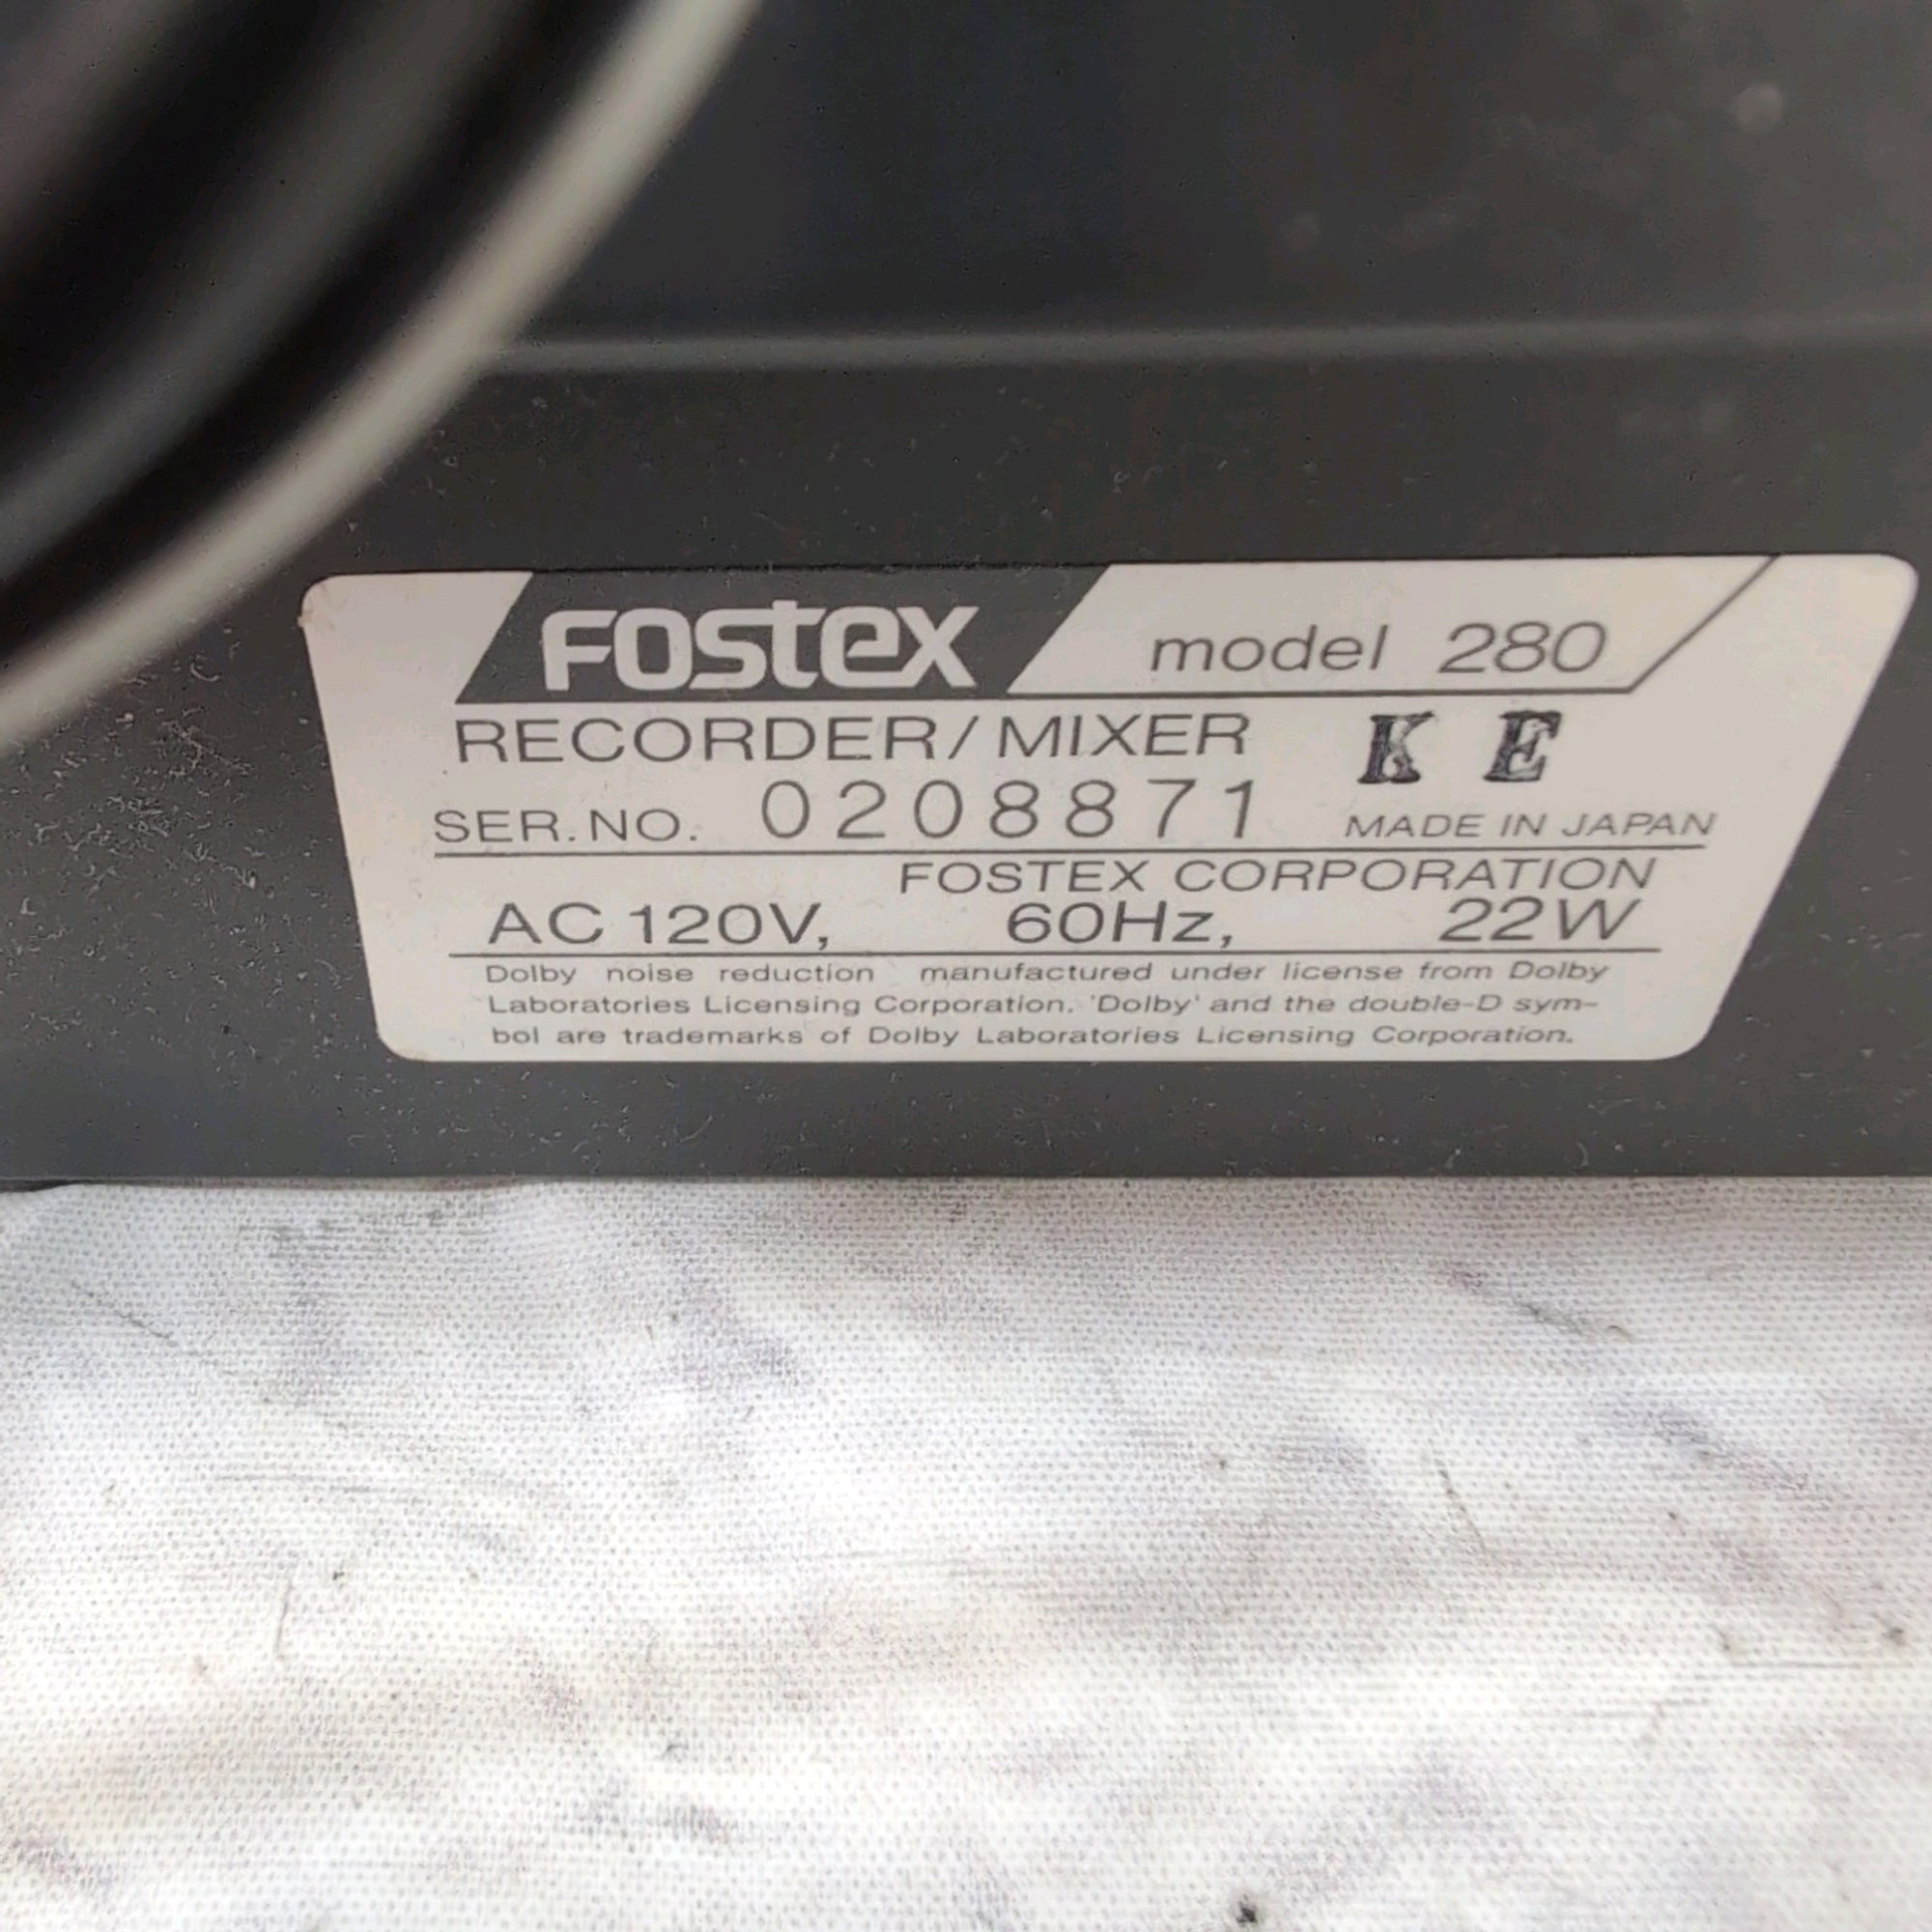 FOSTEX model 280
RECORDER/MIXER K E
SER.NO. 0208871 MADE IN JAPAN
FOSTEX CORPORATION
AC 120V, 60Hz, 22W
Dolby noise reduction manufactured under license from Dolby
Laboratories Licensing Corporation. 'Dolby' and the double-D sym-
bol are trademarks of Dolby Laboratories Licensing Corporation.